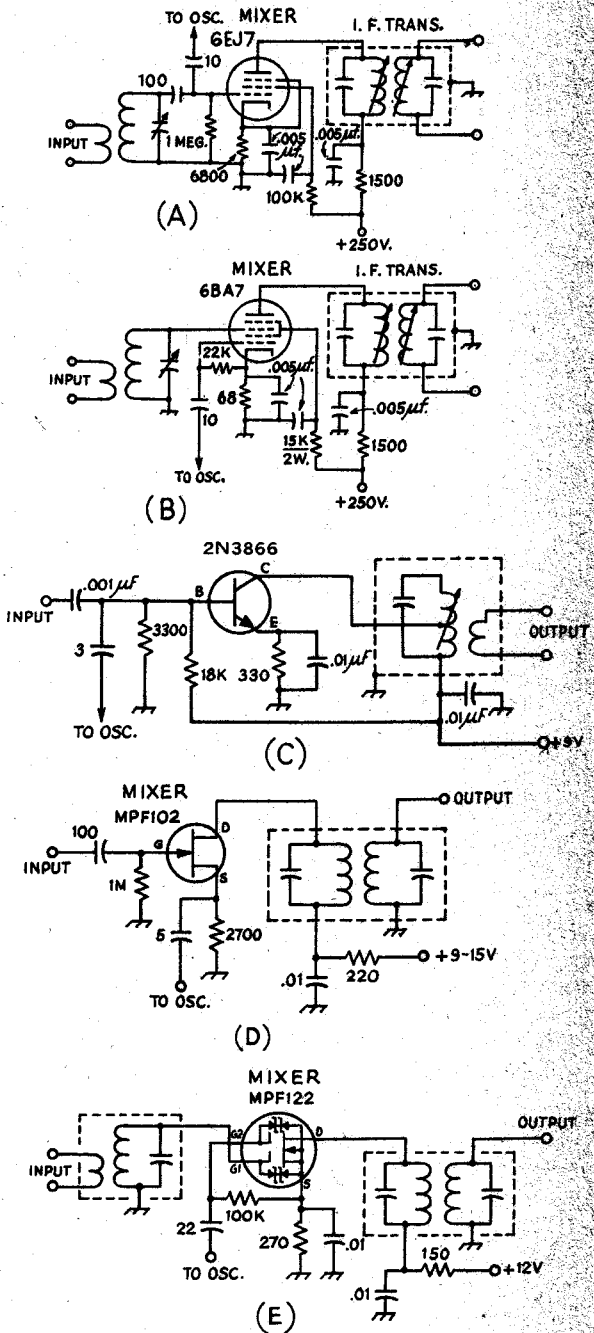 TO OSC.
MIXER
6EJ7
I. F. TRANS.
10
100
INPUT
1 MEG.
.005 µf.
.005µf.
6800
100K
1500
+250V.
(A)
MIXER
6BA7
I. F. TRANS.
INPUT
22K
.005µf.
68
10
15K
2W.
.005µf.
1500
TO OSC.
+250V.
(B)
2N3866
C
.001µF
B
INPUT
E
OUTPUT
3300
3
18K
330
.01µF
.01µF
TO OSC.
+9V
(C)
MIXER
MPF102
OUTPUT
D
100
G
INPUT
S
1M
5
2700
+9-15V
.01
220
TO OSC.
(D)
MIXER
MPF122
OUTPUT
G2
D
INPUT
G1
S
100K
22
270
.01
TO OSC.
150
+12V
.01
(E)